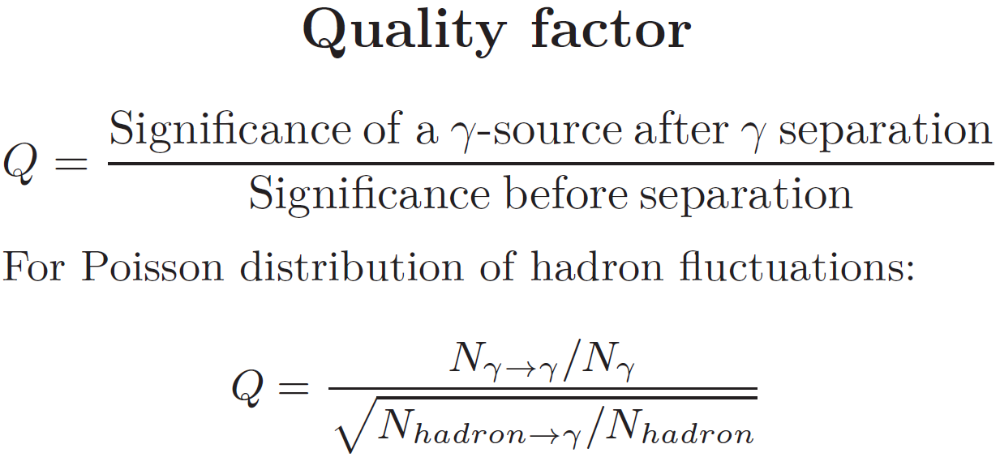 Quality factor
Q = Significance of a γ-source after γ separation / Significance before separation
For Poisson distribution of hadron fluctuations:
Q = N_{γ→γ}/N_γ / √(N_{hadron→γ}/N_{hadron})